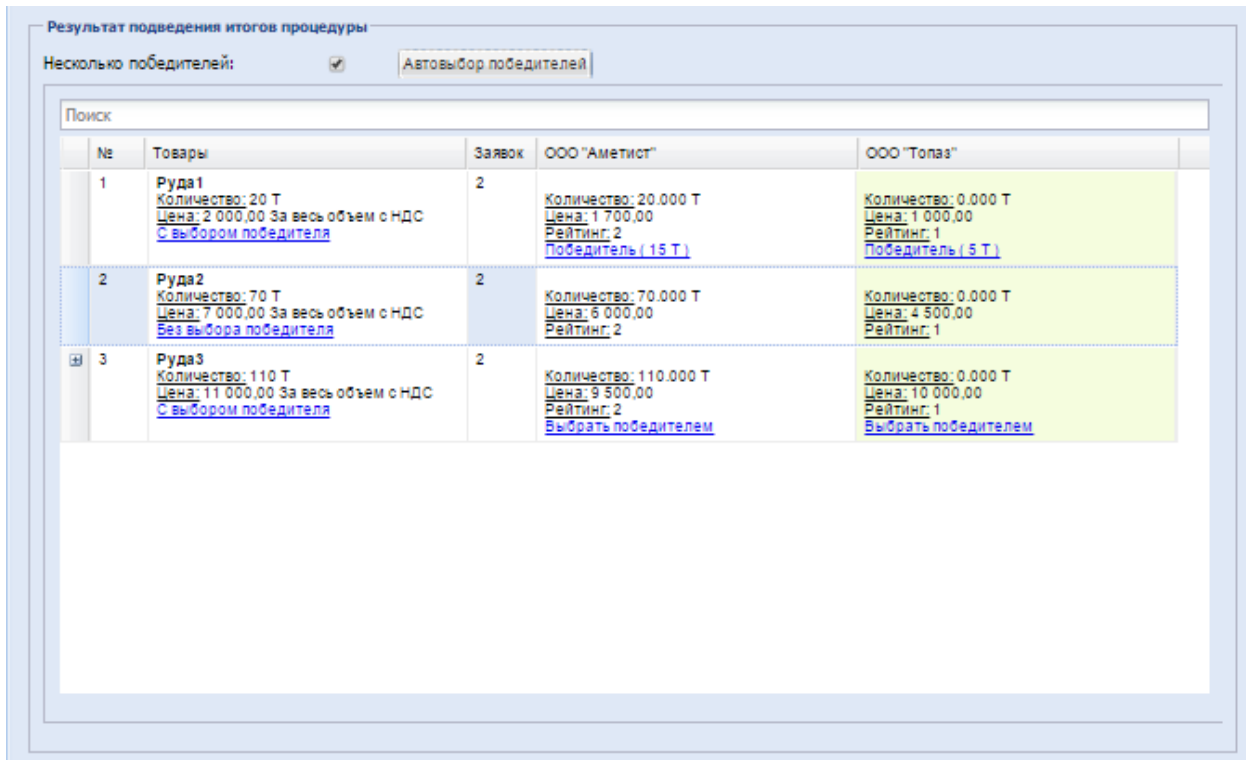 Результат подведения итогов процедуры
Несколько победителей: Автовыбор победителей
Поиск
№ Товары Заявок ООО "Аметист" ООО "Топаз"
1 Руда1 2
Количество: 20 Т Количество: 20.000 Т Количество: 0.000 Т
Цена: 2 000,00 За весь объем с НДС Цена: 1 700,00 Цена: 1 000,00
С выбором победителя Рейтинг: 2 Рейтинг: 1
Победитель ( 15 Т ) Победитель ( 5 Т )
2 Руда2 2
Количество: 70 Т Количество: 70.000 Т Количество: 0.000 Т
Цена: 7 000,00 За весь объем с НДС Цена: 6 000,00 Цена: 4 500,00
Без выбора победителя Рейтинг: 2 Рейтинг: 1
3 Руда3 2
Количество: 110 Т Количество: 110.000 Т Количество: 0.000 Т
Цена: 11 000,00 За весь объем с НДС Цена: 9 500,00 Цена: 10 000,00
С выбором победителя Рейтинг: 2 Рейтинг: 1
Выбрать победителем Выбрать победителем